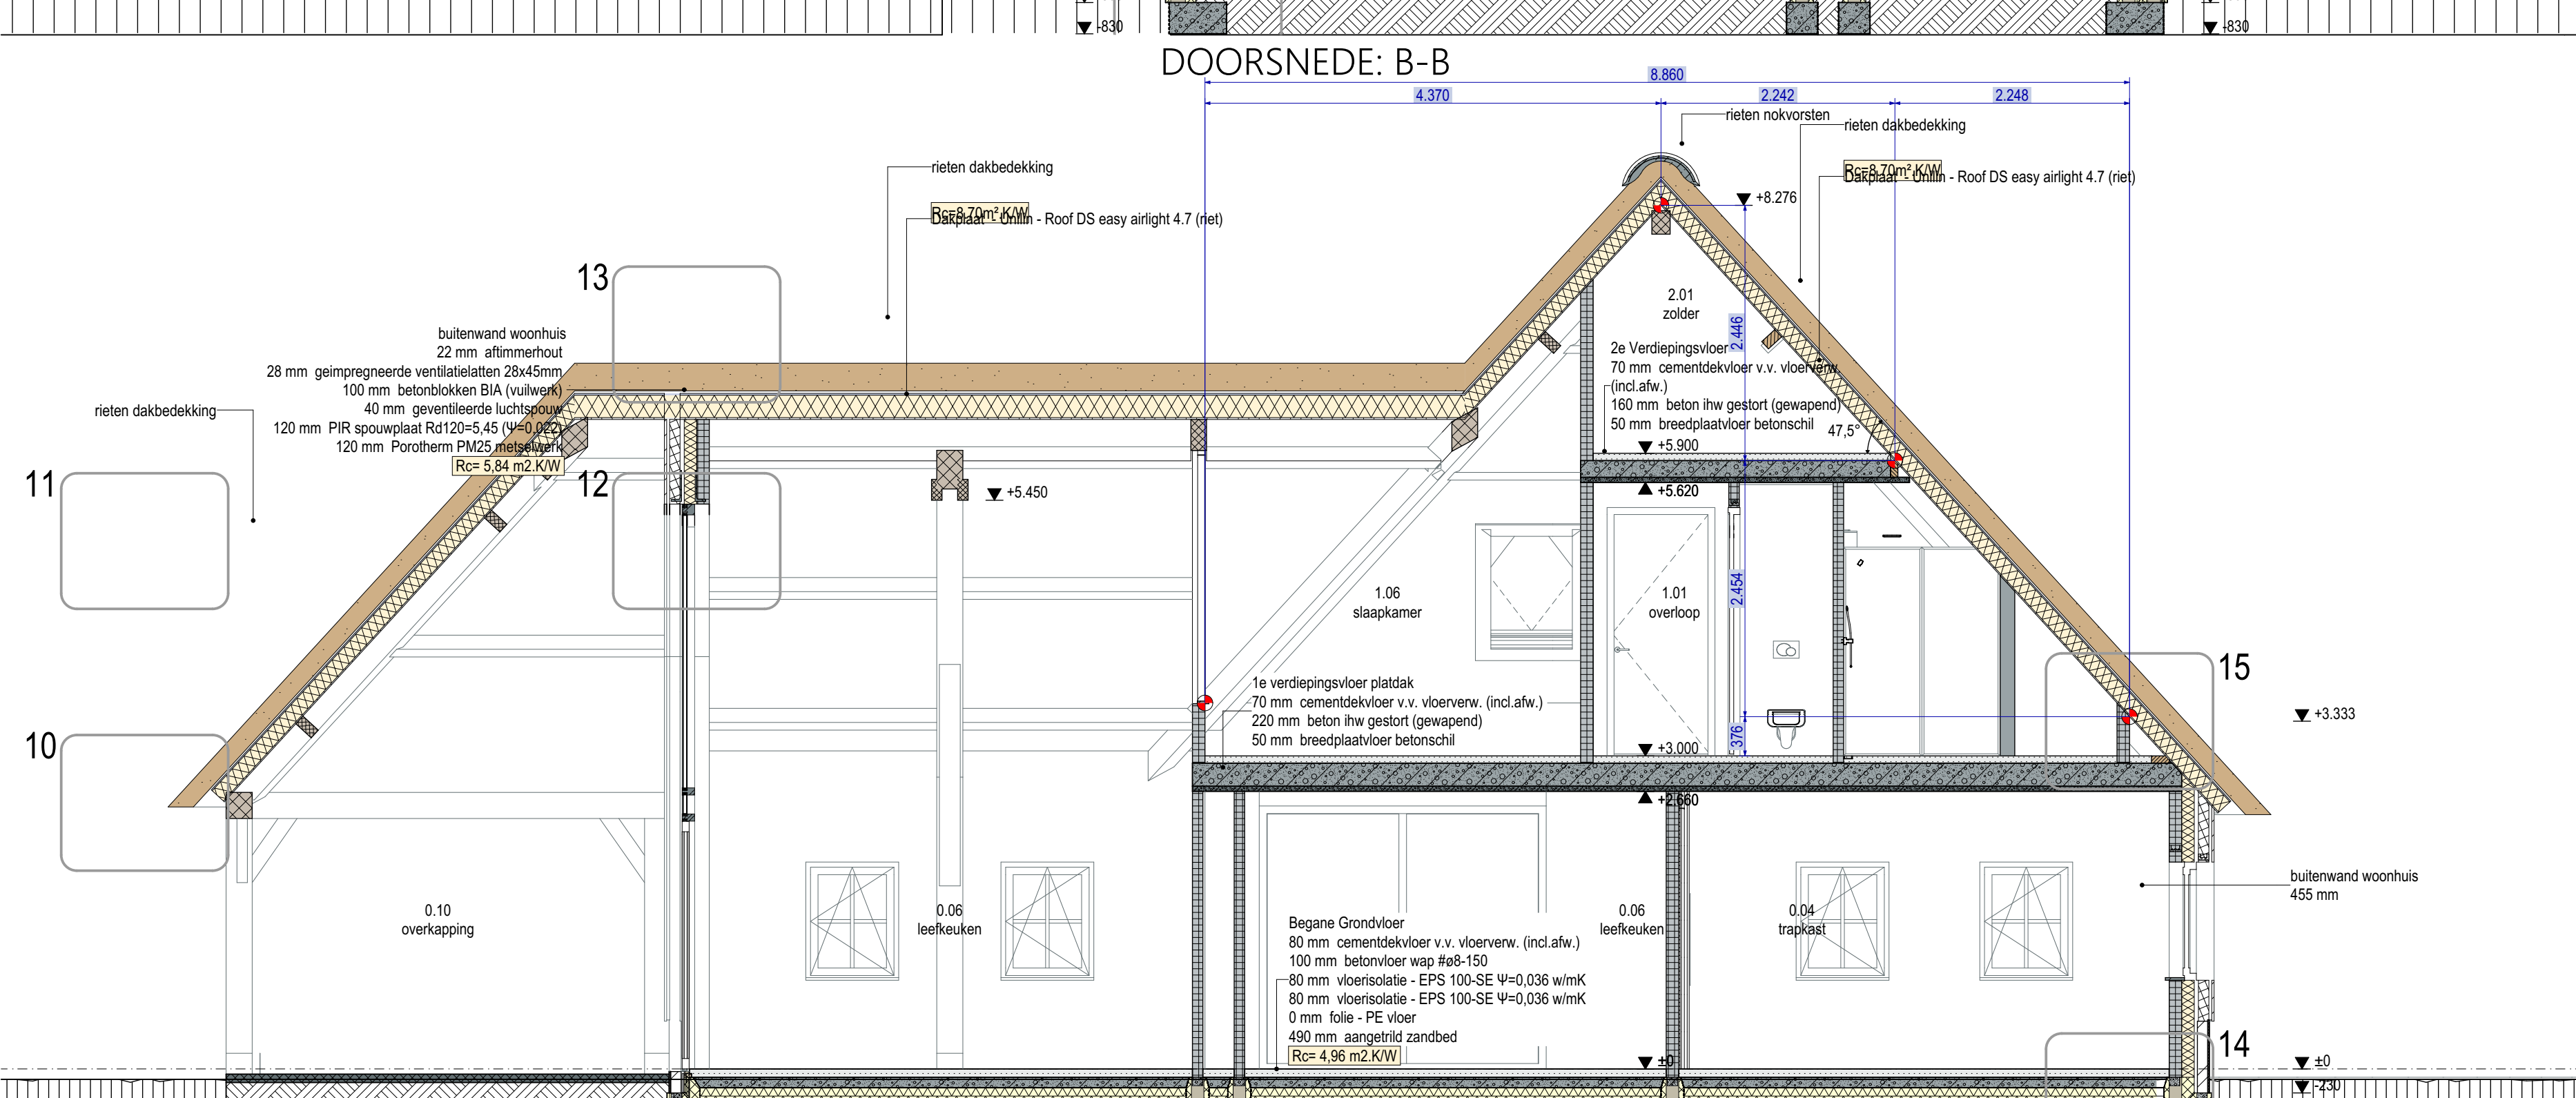 -830
-830
DOORSNEDE: B-B
8.860
4.370
2.242
2.248
rieten nokvorsten
rieten dakbedekking
rieten dakbedekking
Rc=8,70m².K/W
Dakplaat - Unilin - Roof DS easy airlight 4.7 (riet)
+8.276
Rc=8,70m².K/W
Dakplaat - Unilin - Roof DS easy airlight 4.7 (riet)
13
2.01
zolder
2.446
buitenwand woonhuis
22 mm aftimmerhout
28 mm geimpregneerde ventilatielatten 28x45mm
100 mm betonblokken BIA (vuilwerk)
40 mm geventileerde luchtspouw
120 mm PIR spouwplaat Rd120=5,45 (Ψ=0,022)
120 mm Porotherm PM25 metselwerk
Rc= 5,84 m2.K/W
rieten dakbedekking
2e Verdiepingsvloer
70 mm cementdekvloer v.v. vloerverw.
(incl.afw.)
160 mm beton ihw gestort (gewapend)
50 mm breedplaatvloer betonschil
47,5°
+5.900
11
12
+5.450
+5.620
2.454
1.06
slaapkamer
1.01
overloop
15
1e verdiepingsvloer platdak
70 mm cementdekvloer v.v. vloerverw. (incl.afw.)
220 mm beton ihw gestort (gewapend)
50 mm breedplaatvloer betonschil
+3.333
376
10
+3.000
+2.660
buitenwand woonhuis
455 mm
0.10
overkapping
0.06
leefkeuken
0.06
leefkeuken
0.04
trapkast
Begane Grondvloer
80 mm cementdekvloer v.v. vloerverw. (incl.afw.)
100 mm betonvloer wap #ø8-150
80 mm vloerisolatie - EPS 100-SE Ψ=0,036 w/mK
80 mm vloerisolatie - EPS 100-SE Ψ=0,036 w/mK
0 mm folie - PE vloer
490 mm aangetrild zandbed
Rc= 4,96 m2.K/W
14
±0
±0
-230